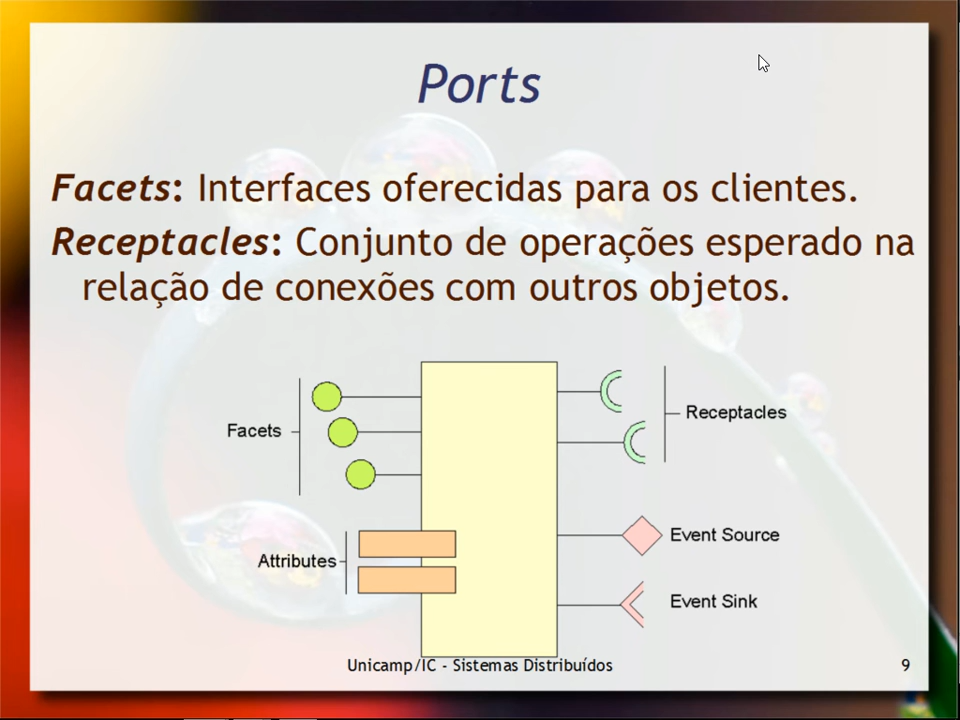 Ports
Facets: Interfaces oferecidas para os clientes.
Receptacles: Conjunto de operações esperado na
relação de conexões com outros objetos.
Facets
Receptacles
Attributes
Event Source
Event Sink
Unicamp/IC - Sistemas Distribuídos
9